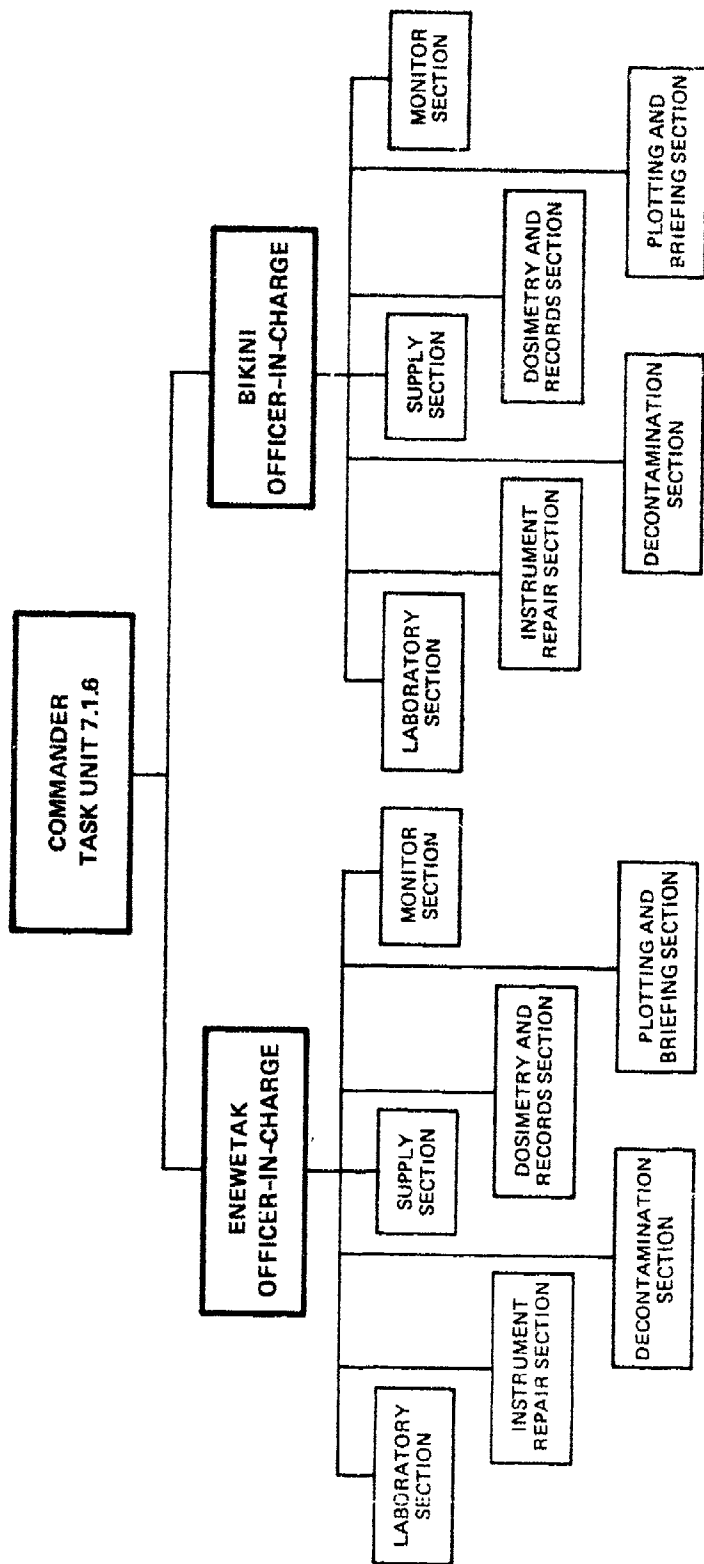 COMMANDER
TASK UNIT 7.1.6
ENEWETAK
OFFICER-IN-CHARGE
BIKINI
OFFICER-IN-CHARGE
LABORATORY
SECTION
INSTRUMENT
REPAIR SECTION
DECONTAMINATION
SECTION
SUPPLY
SECTION
DOSIMETRY AND
RECORDS SECTION
PLOTTING AND
BRIEFING SECTION
MONITOR
SECTION
LABORATORY
SECTION
INSTRUMENT
REPAIR SECTION
DECONTAMINATION
SECTION
SUPPLY
SECTION
DOSIMETRY AND
RECORDS SECTION
PLOTTING AND
BRIEFING SECTION
MONITOR
SECTION